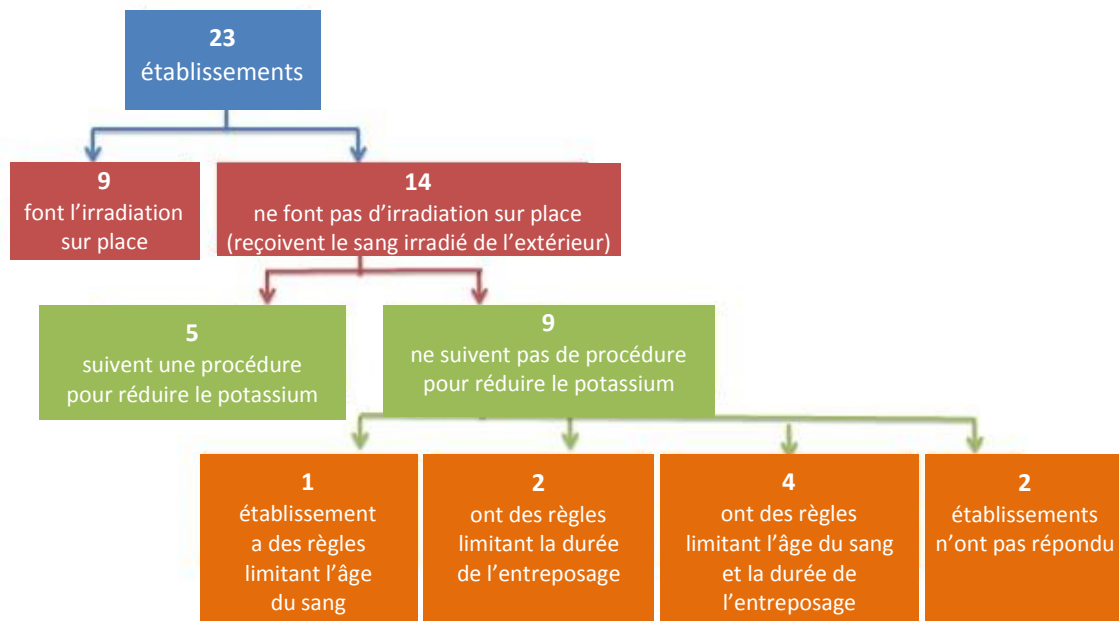 23
établissements
9
font l’irradiation
sur place
14
ne font pas d’irradiation sur place
(reçoivent le sang irradié de l’extérieur)
5
suivent une procédure
pour réduire le potassium
9
ne suivent pas de procédure
pour réduire le potassium
1
établissement
a des règles
limitant l’âge
du sang
2
ont des règles
limitant la durée
de l’entreposage
4
ont des règles
limitant l’âge du sang
et la durée de
l’entreposage
2
établissements
n’ont pas répondu